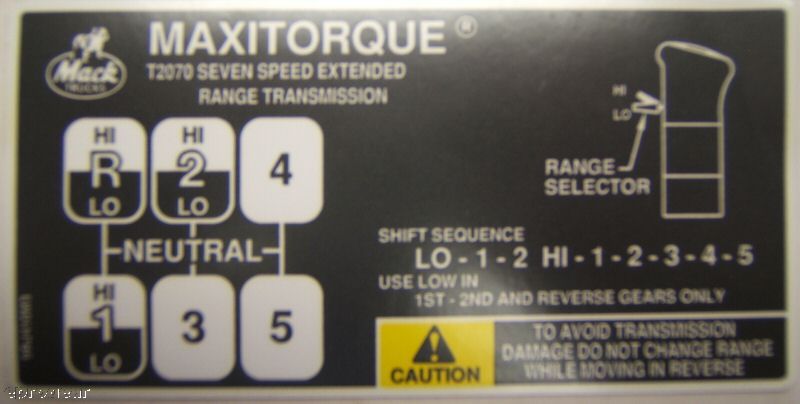 MAXITORQUE ®
Mack
TRUCKS
T2070 SEVEN SPEED EXTENDED
RANGE TRANSMISSION
HI
R
LO
HI
2
LO
4
NEUTRAL
HI
1
LO
3
5
HI
LO
RANGE
SELECTOR
SHIFT SEQUENCE
LO - 1 - 2 HI - 1 - 2 - 3 - 4 - 5
USE LOW IN
1ST - 2ND AND REVERSE GEARS ONLY
CAUTION
TO AVOID TRANSMISSION
DAMAGE DO NOT CHANGE RANGE
WHILE MOVING IN REVERSE